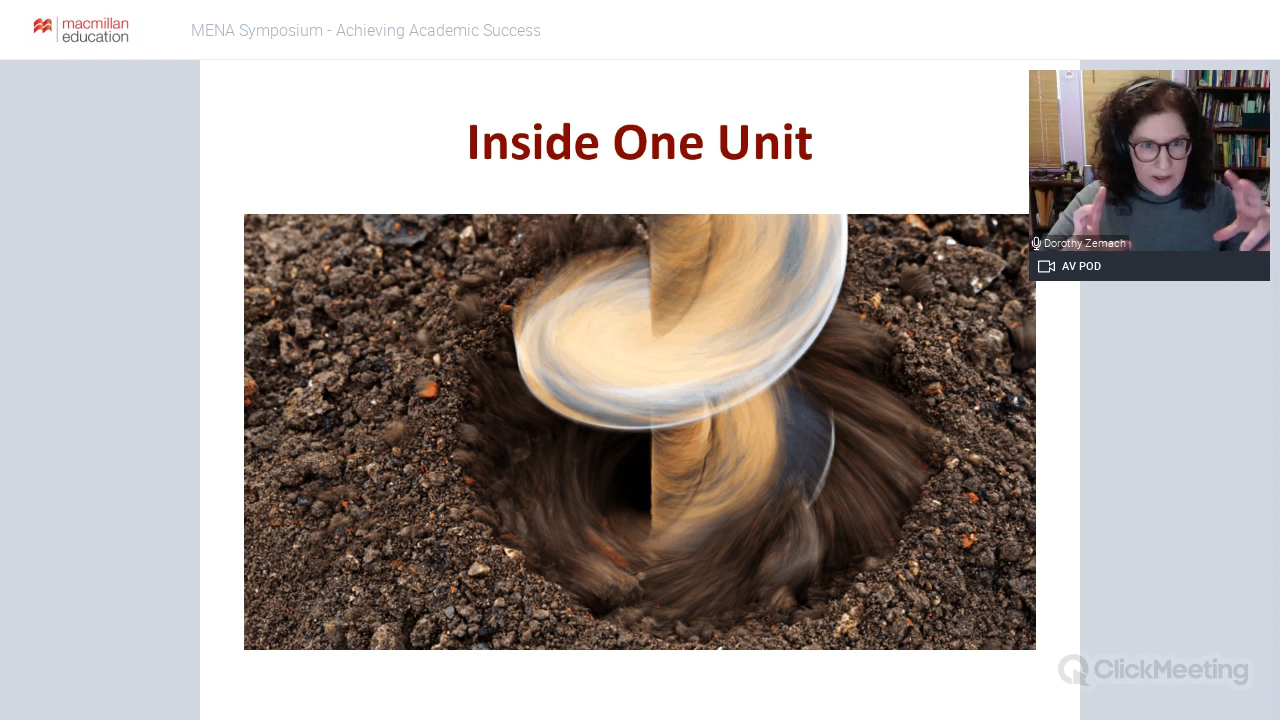 macmillan
education
MENA Symposium - Achieving Academic Success
Inside One Unit
Dorothy Zemach
AV POD
ClickMeeting